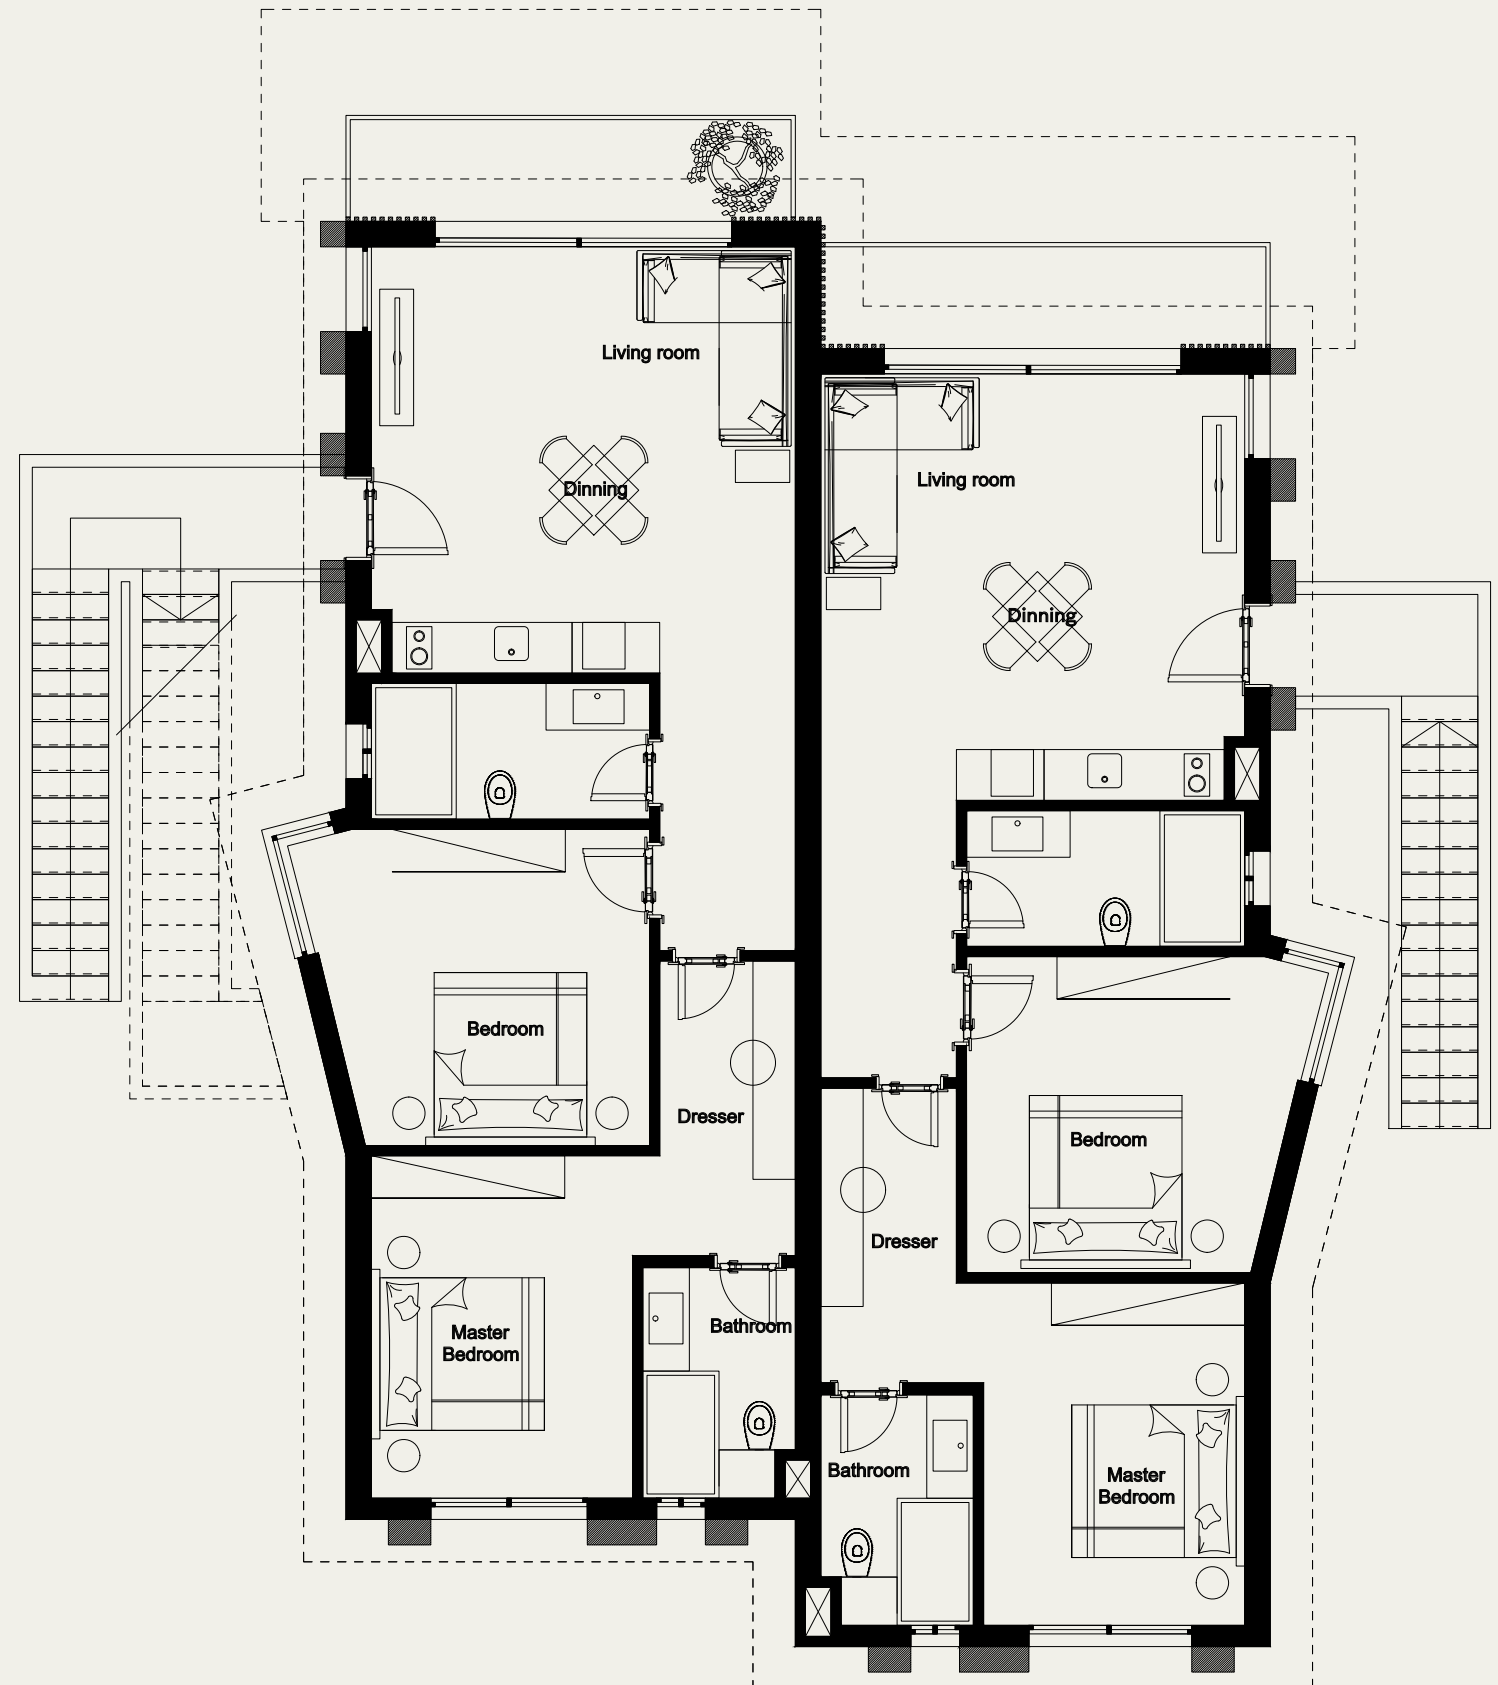 Living room
Dinning
Living room
Dinning
Bedroom
Dresser
Bedroom
Dresser
Master
Bedroom
Bathroom
Bathroom
Master
Bedroom